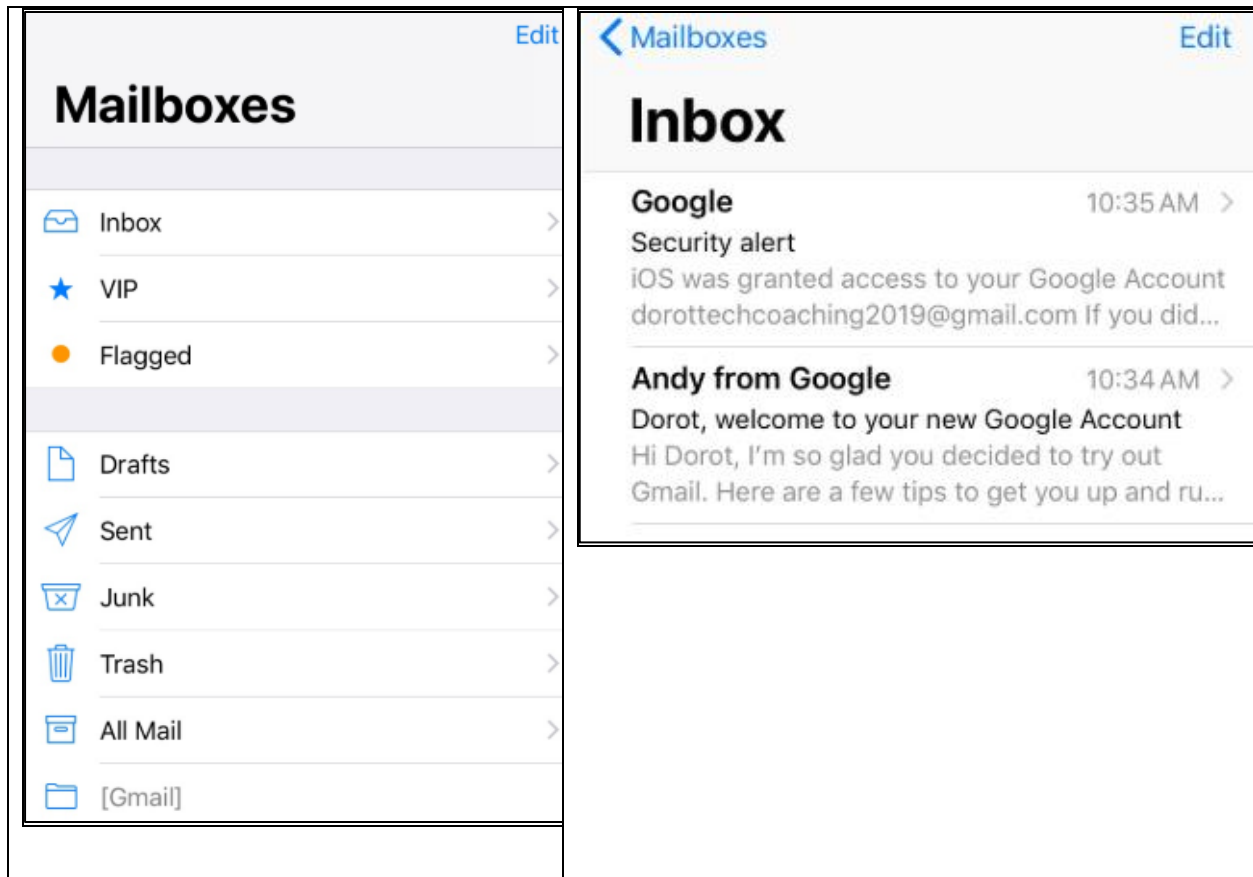 Edit
Mailboxes
Inbox
VIP
Flagged
Drafts
Sent
Junk
Trash
All Mail
[Gmail]
Mailboxes
Edit
Inbox
Google 10:35 AM
Security alert
iOS was granted access to your Google Account
dorottechcoaching2019@gmail.com If you did...
Andy from Google 10:34 AM
Dorot, welcome to your new Google Account
Hi Dorot, I'm so glad you decided to try out
Gmail. Here are a few tips to get you up and ru...